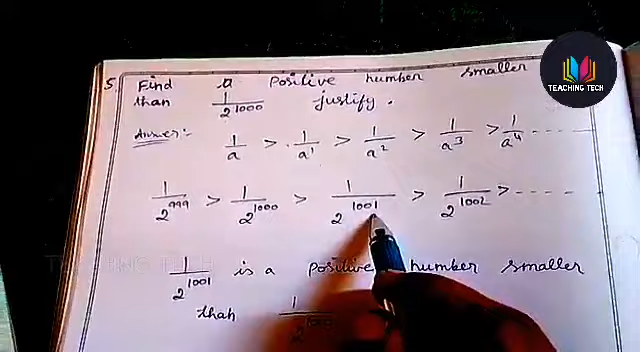 5. Find a positive number smaller
than 1/2^1000 justify.
Answer:-
1/a > 1/a^1 > 1/a^2 > 1/a^3 > 1/a^4 -----
1/2^999 > 1/2^1000 > 1/2^1001 > 1/2^1002 > -----
1/2^1001 is a positive number smaller
than 1/2^1000
TEACHING TECH
TEACHING TECH